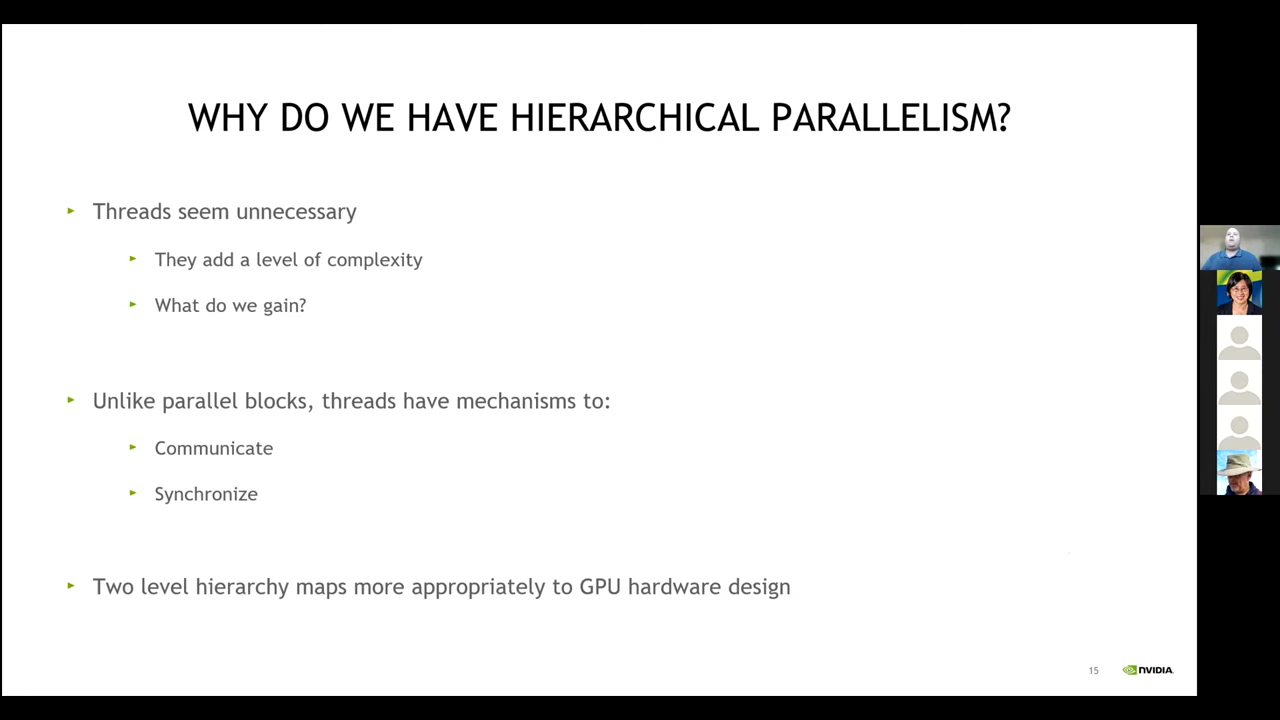 WHY DO WE HAVE HIERARCHICAL PARALLELISM?
Threads seem unnecessary
They add a level of complexity
What do we gain?
Unlike parallel blocks, threads have mechanisms to:
Communicate
Synchronize
Two level hierarchy maps more appropriately to GPU hardware design
15 NVIDIA